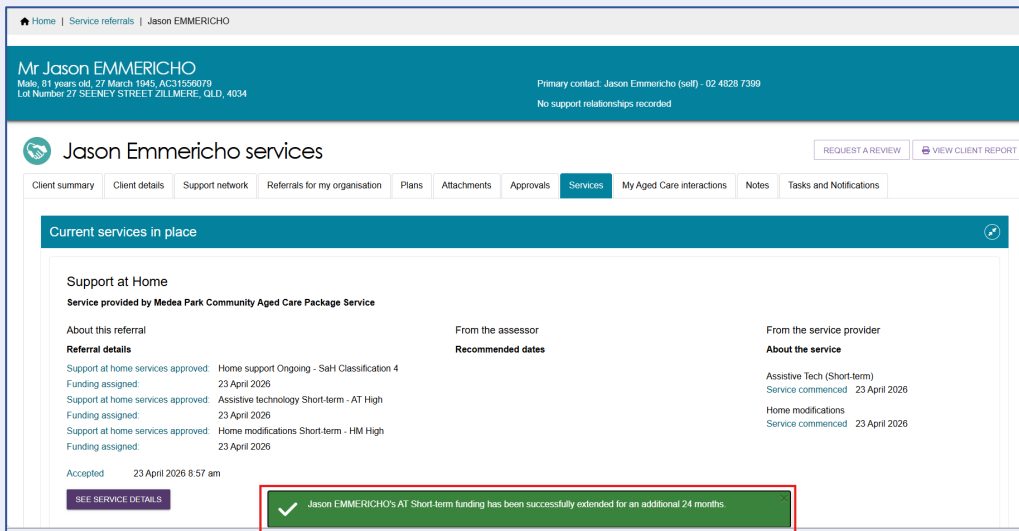 Home | Service referrals | Jason EMMERICHO
Mr Jason EMMERICHO
Male, 81 years old, 27 March 1945, AC31556079
Lot Number 27 SEENEY STREET ZILLMERE, QLD, 4034
Primary contact: Jason Emmericho (self) - 02 4828 7399
No support relationships recorded
Jason Emmericho services
REQUEST A REVIEW
VIEW CLIENT REPORT
Client summary
Client details
Support network
Referrals for my organisation
Plans
Attachments
Approvals
Services
My Aged Care interactions
Notes
Tasks and Notifications
Current services in place
Support at Home
Service provided by Medea Park Community Aged Care Package Service
About this referral
Referral details
Support at home services approved: Home support Ongoing - SaH Classification 4
Funding assigned: 23 April 2026
Support at home services approved: Assistive technology Short-term - AT High
Funding assigned: 23 April 2026
Support at home services approved: Home modifications Short-term - HM High
Funding assigned: 23 April 2026
Accepted 23 April 2026 8:57 am
SEE SERVICE DETAILS
From the assessor
Recommended dates
From the service provider
About the service
Assistive Tech (Short-term)
Service commenced 23 April 2026
Home modifications
Service commenced 23 April 2026
Jason EMMERICHO's AT Short-term funding has been successfully extended for an additional 24 months.